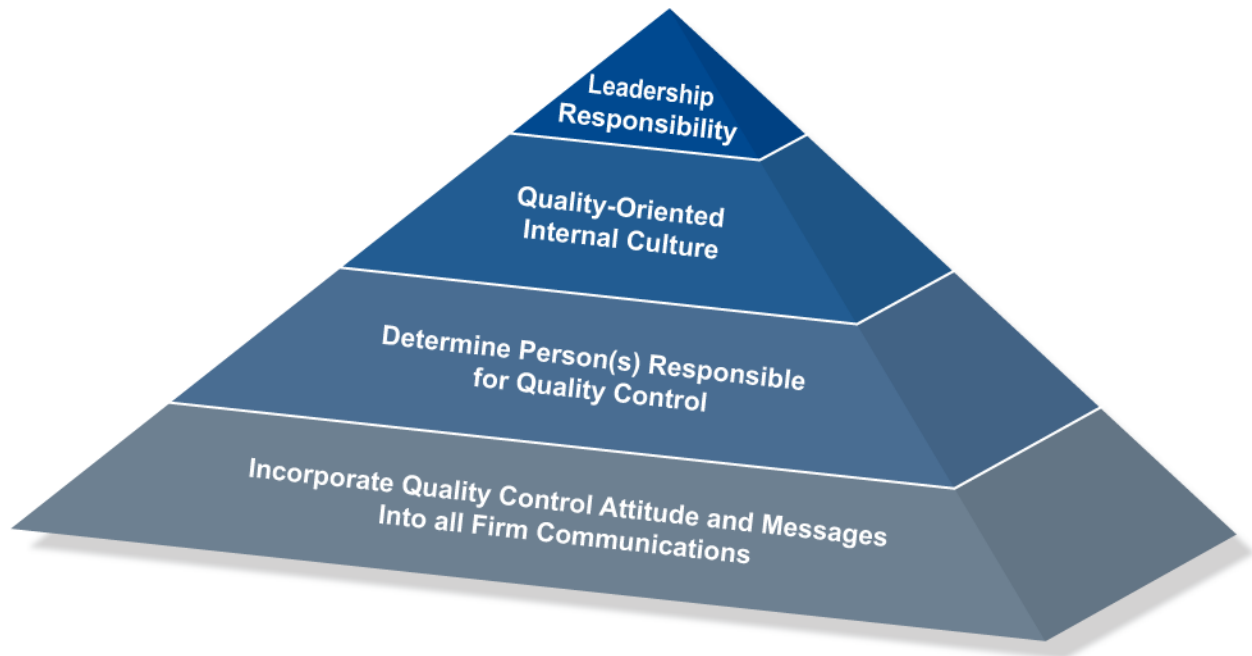 Leadership
Responsibility
Quality-Oriented
Internal Culture
Determine Person(s) Responsible
for Quality Control
Incorporate Quality Control Attitude and Messages
Into all Firm Communications